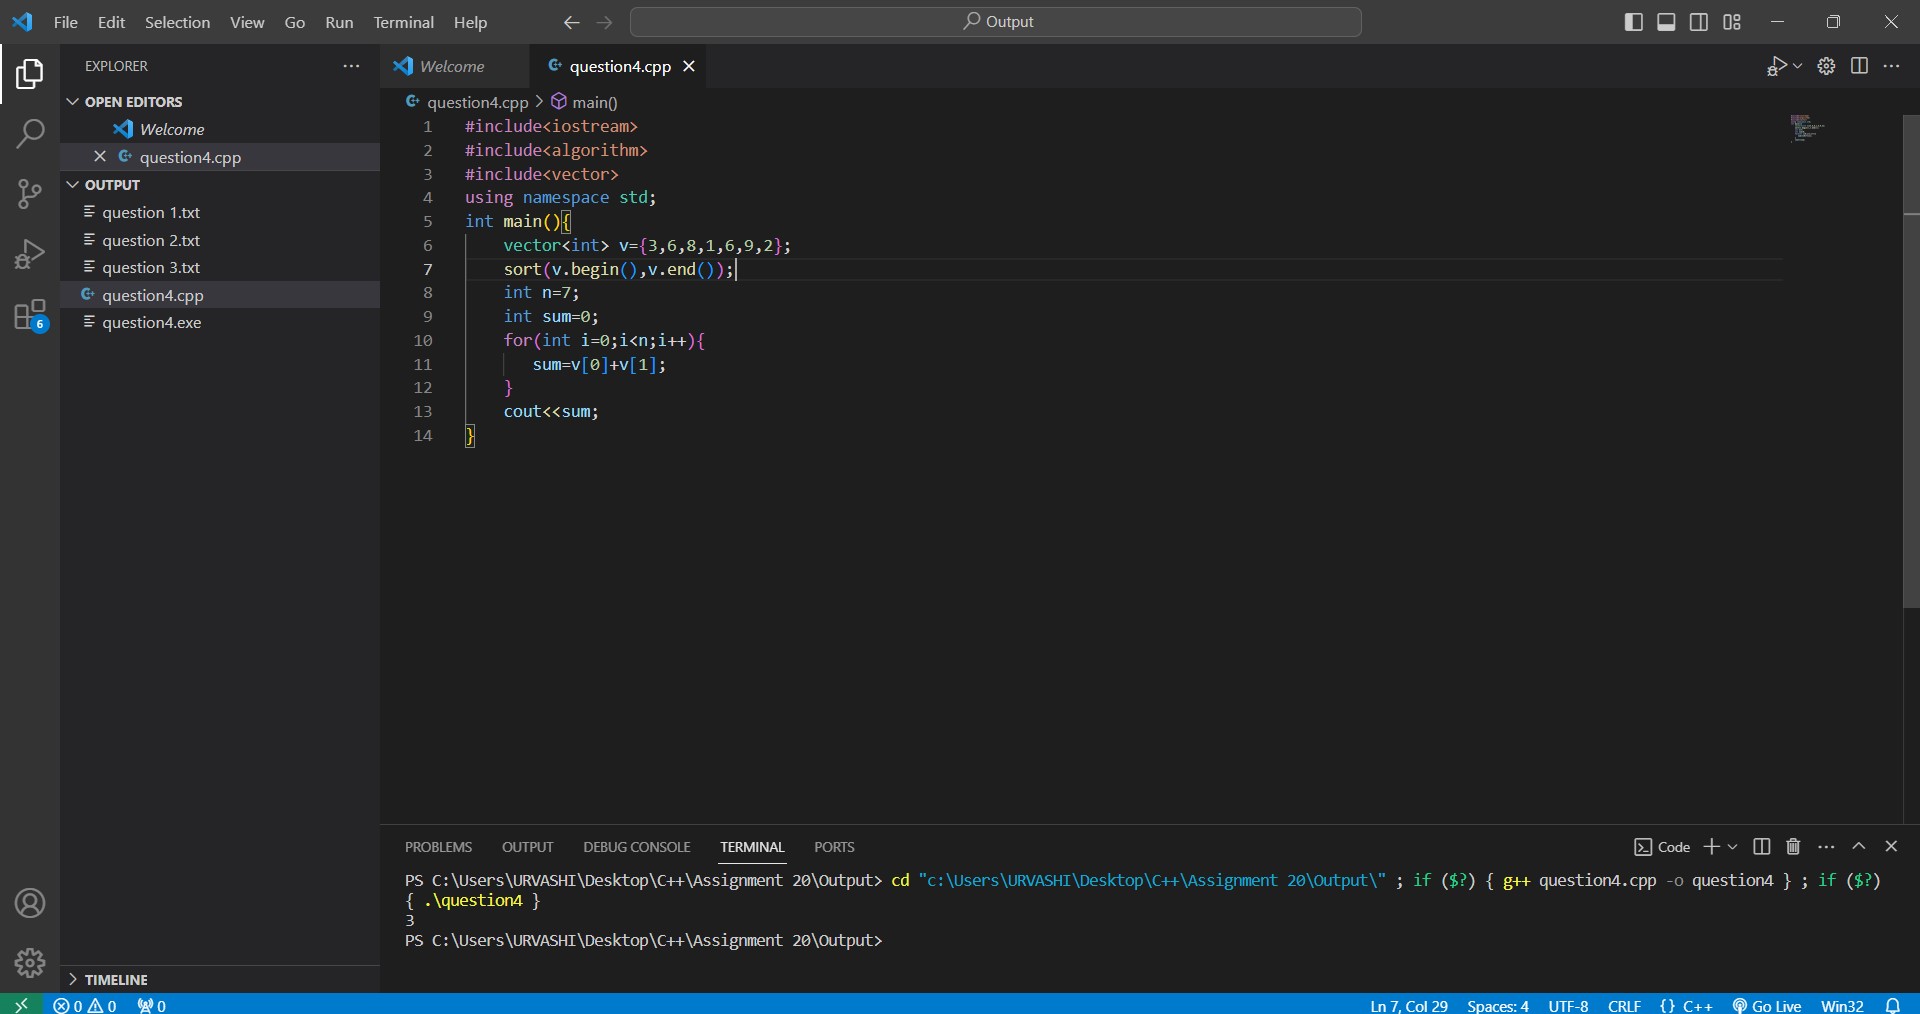 File Edit Selection View Go Run Terminal Help Output
EXPLORER
OPEN EDITORS
Welcome
question4.cpp
OUTPUT
question 1.txt
question 2.txt
question 3.txt
question4.cpp
question4.exe
6
TIMELINE
Welcome question4.cpp
question4.cpp main()
1 #include<iostream>
2 #include<algorithm>
3 #include<vector>
4 using namespace std;
5 int main(){
6 vector<int> v={3,6,8,1,6,9,2};
7 sort(v.begin(),v.end());
8 int n=7;
9 int sum=0;
10 for(int i=0;i<n;i++){
11 sum=v[0]+v[1];
12 }
13 cout<<sum;
14 }
PROBLEMS OUTPUT DEBUG CONSOLE TERMINAL PORTS Code
PS C:\Users\URVASHI\Desktop\C++\Assignment 20\Output> cd "c:\Users\URVASHI\Desktop\C++\Assignment 20\Output\" ; if ($?) { g++ question4.cpp -o question4 } ; if ($?)
{ .\question4 }
3
PS C:\Users\URVASHI\Desktop\C++\Assignment 20\Output>
0 0 0 Ln 7, Col 29 Spaces: 4 UTF-8 CRLF {} C++ Go Live Win32